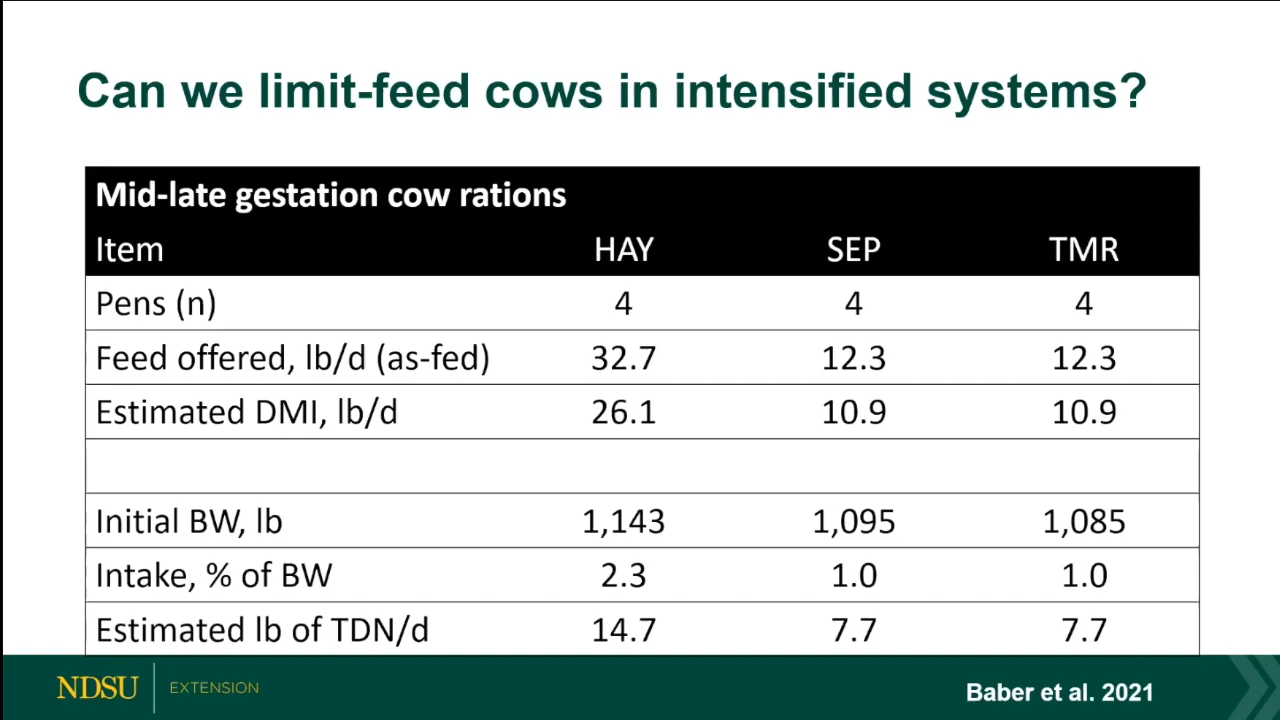 Can we limit-feed cows in intensified systems?
Mid-late gestation cow rations
Item HAY SEP TMR
Pens (n) 4 4 4
Feed offered, lb/d (as-fed) 32.7 12.3 12.3
Estimated DMI, lb/d 26.1 10.9 10.9
Initial BW, lb 1,143 1,095 1,085
Intake, % of BW 2.3 1.0 1.0
Estimated lb of TDN/d 14.7 7.7 7.7
NDSU EXTENSION
Baber et al. 2021